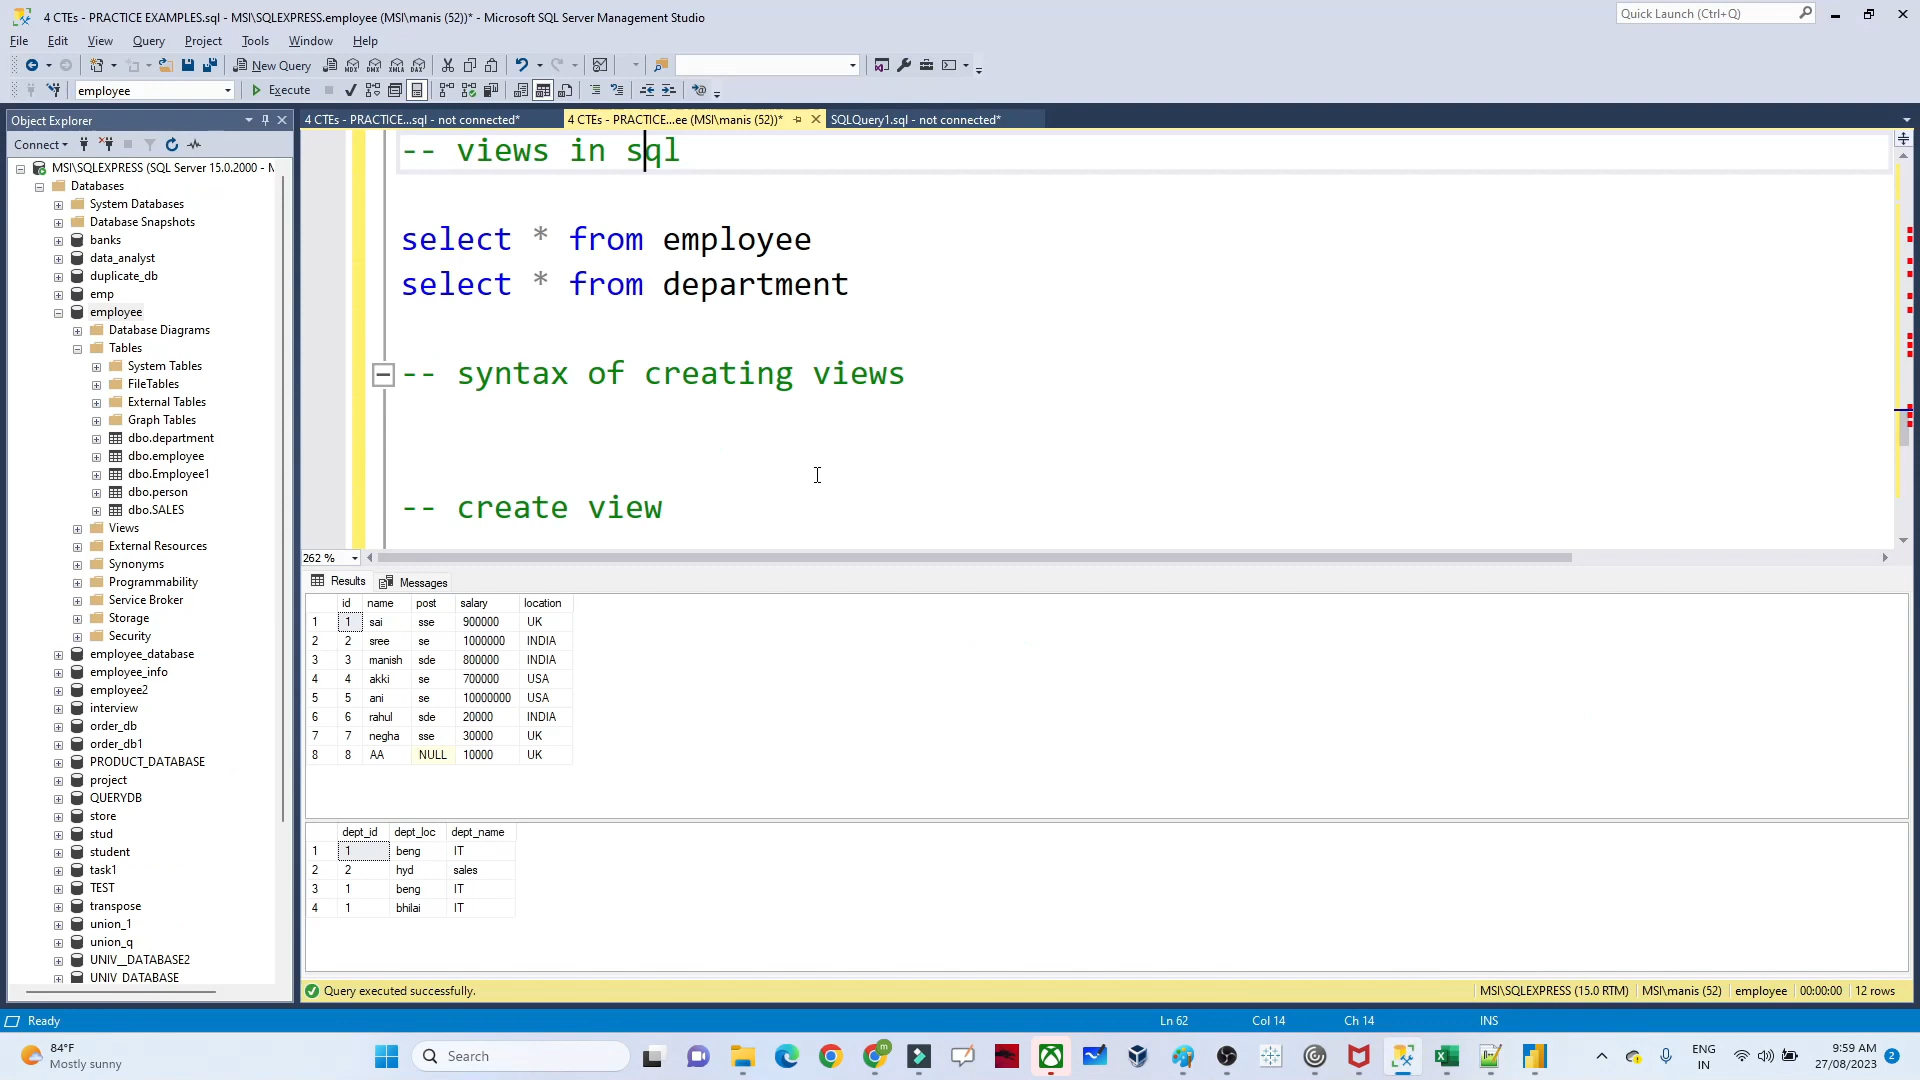 4 CTEs - PRACTICE EXAMPLES.sql - MSI\SQLEXPRESS.employee (MSI\manis (52))* - Microsoft SQL Server Management Studio
Quick Launch (Ctrl+Q)
File Edit View Query Project Tools Window Help
New Query
employee Execute
Object Explorer
4 CTEs - PRACTICE...sql - not connected* 4 CTEs - PRACTICE...ee (MSI\manis (52))* SQLQuery1.sql - not connected*
Connect
MSI\SQLEXPRESS (SQL Server 15.0.2000 - M
Databases
System Databases
Database Snapshots
banks
data_analyst
duplicate_db
emp
employee
Database Diagrams
Tables
System Tables
FileTables
External Tables
Graph Tables
dbo.department
dbo.employee
dbo.Employee1
dbo.person
dbo.SALES
Views
External Resources
Synonyms
Programmability
Service Broker
Storage
Security
employee_database
employee_info
employee2
interview
order_db
order_db1
PRODUCT_DATABASE
project
QUERYDB
store
stud
student
task1
TEST
transpose
union_1
union_q
UNIV__DATABASE2
UNIV_DATABASE
-- views in sql
select * from employee
select * from department
-- syntax of creating views
-- create view
262 %
Results Messages
id name post salary location
1 1 sai sse 900000 UK
2 2 sree se 1000000 INDIA
3 3 manish sde 800000 INDIA
4 4 akki se 700000 USA
5 5 ani se 10000000 USA
6 6 rahul sde 20000 INDIA
7 7 negha sse 30000 UK
8 8 AA NULL 10000 UK
dept_id dept_loc dept_name
1 1 beng IT
2 2 hyd sales
3 1 beng IT
4 1 bhilai IT
Query executed successfully. MSI\SQLEXPRESS (15.0 RTM) MSI\manis (52) employee 00:00:00 12 rows
Ready Ln 62 Col 14 Ch 14 INS
84°F
Mostly sunny
Search
ENG
IN
9:59 AM
27/08/2023
2